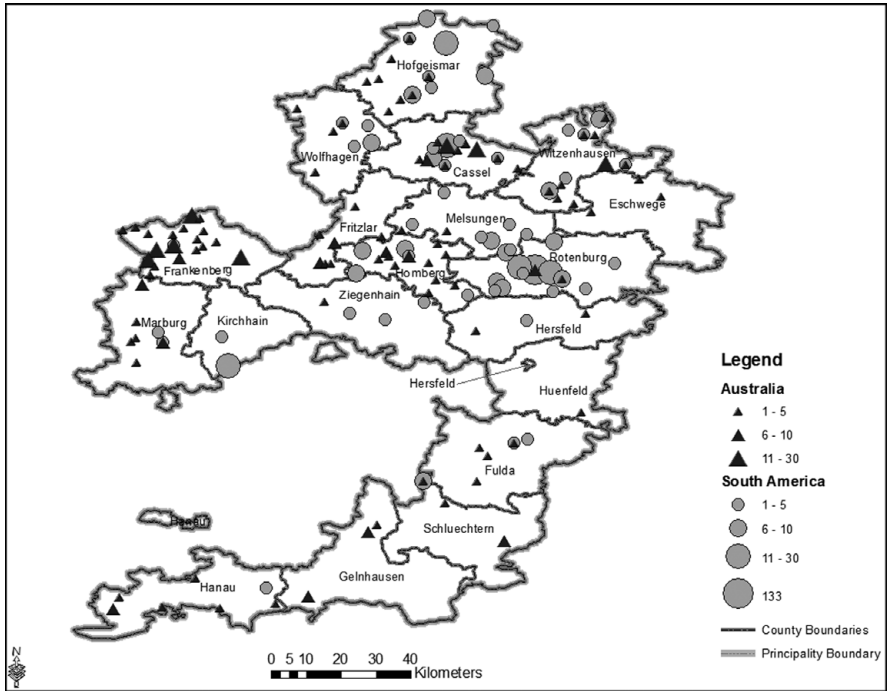 Hofgeismar
Wolfhagen
Cassel
Witzenhausen
Eschwege
Fritzlar
Melsungen
Frankenberg
Homberg
Rotenburg
Ziegenhain
Marburg
Kirchhain
Hersfeld
Hersfeld
Huenfeld
Fulda
Hanau
Schluechtern
Hanau
Gelnhausen
Legend
Australia
1 - 5
6 - 10
11 - 30
South America
1 - 5
6 - 10
11 - 30
133
County Boundaries
Principality Boundary
N
0 5 10 20 30 40
Kilometers